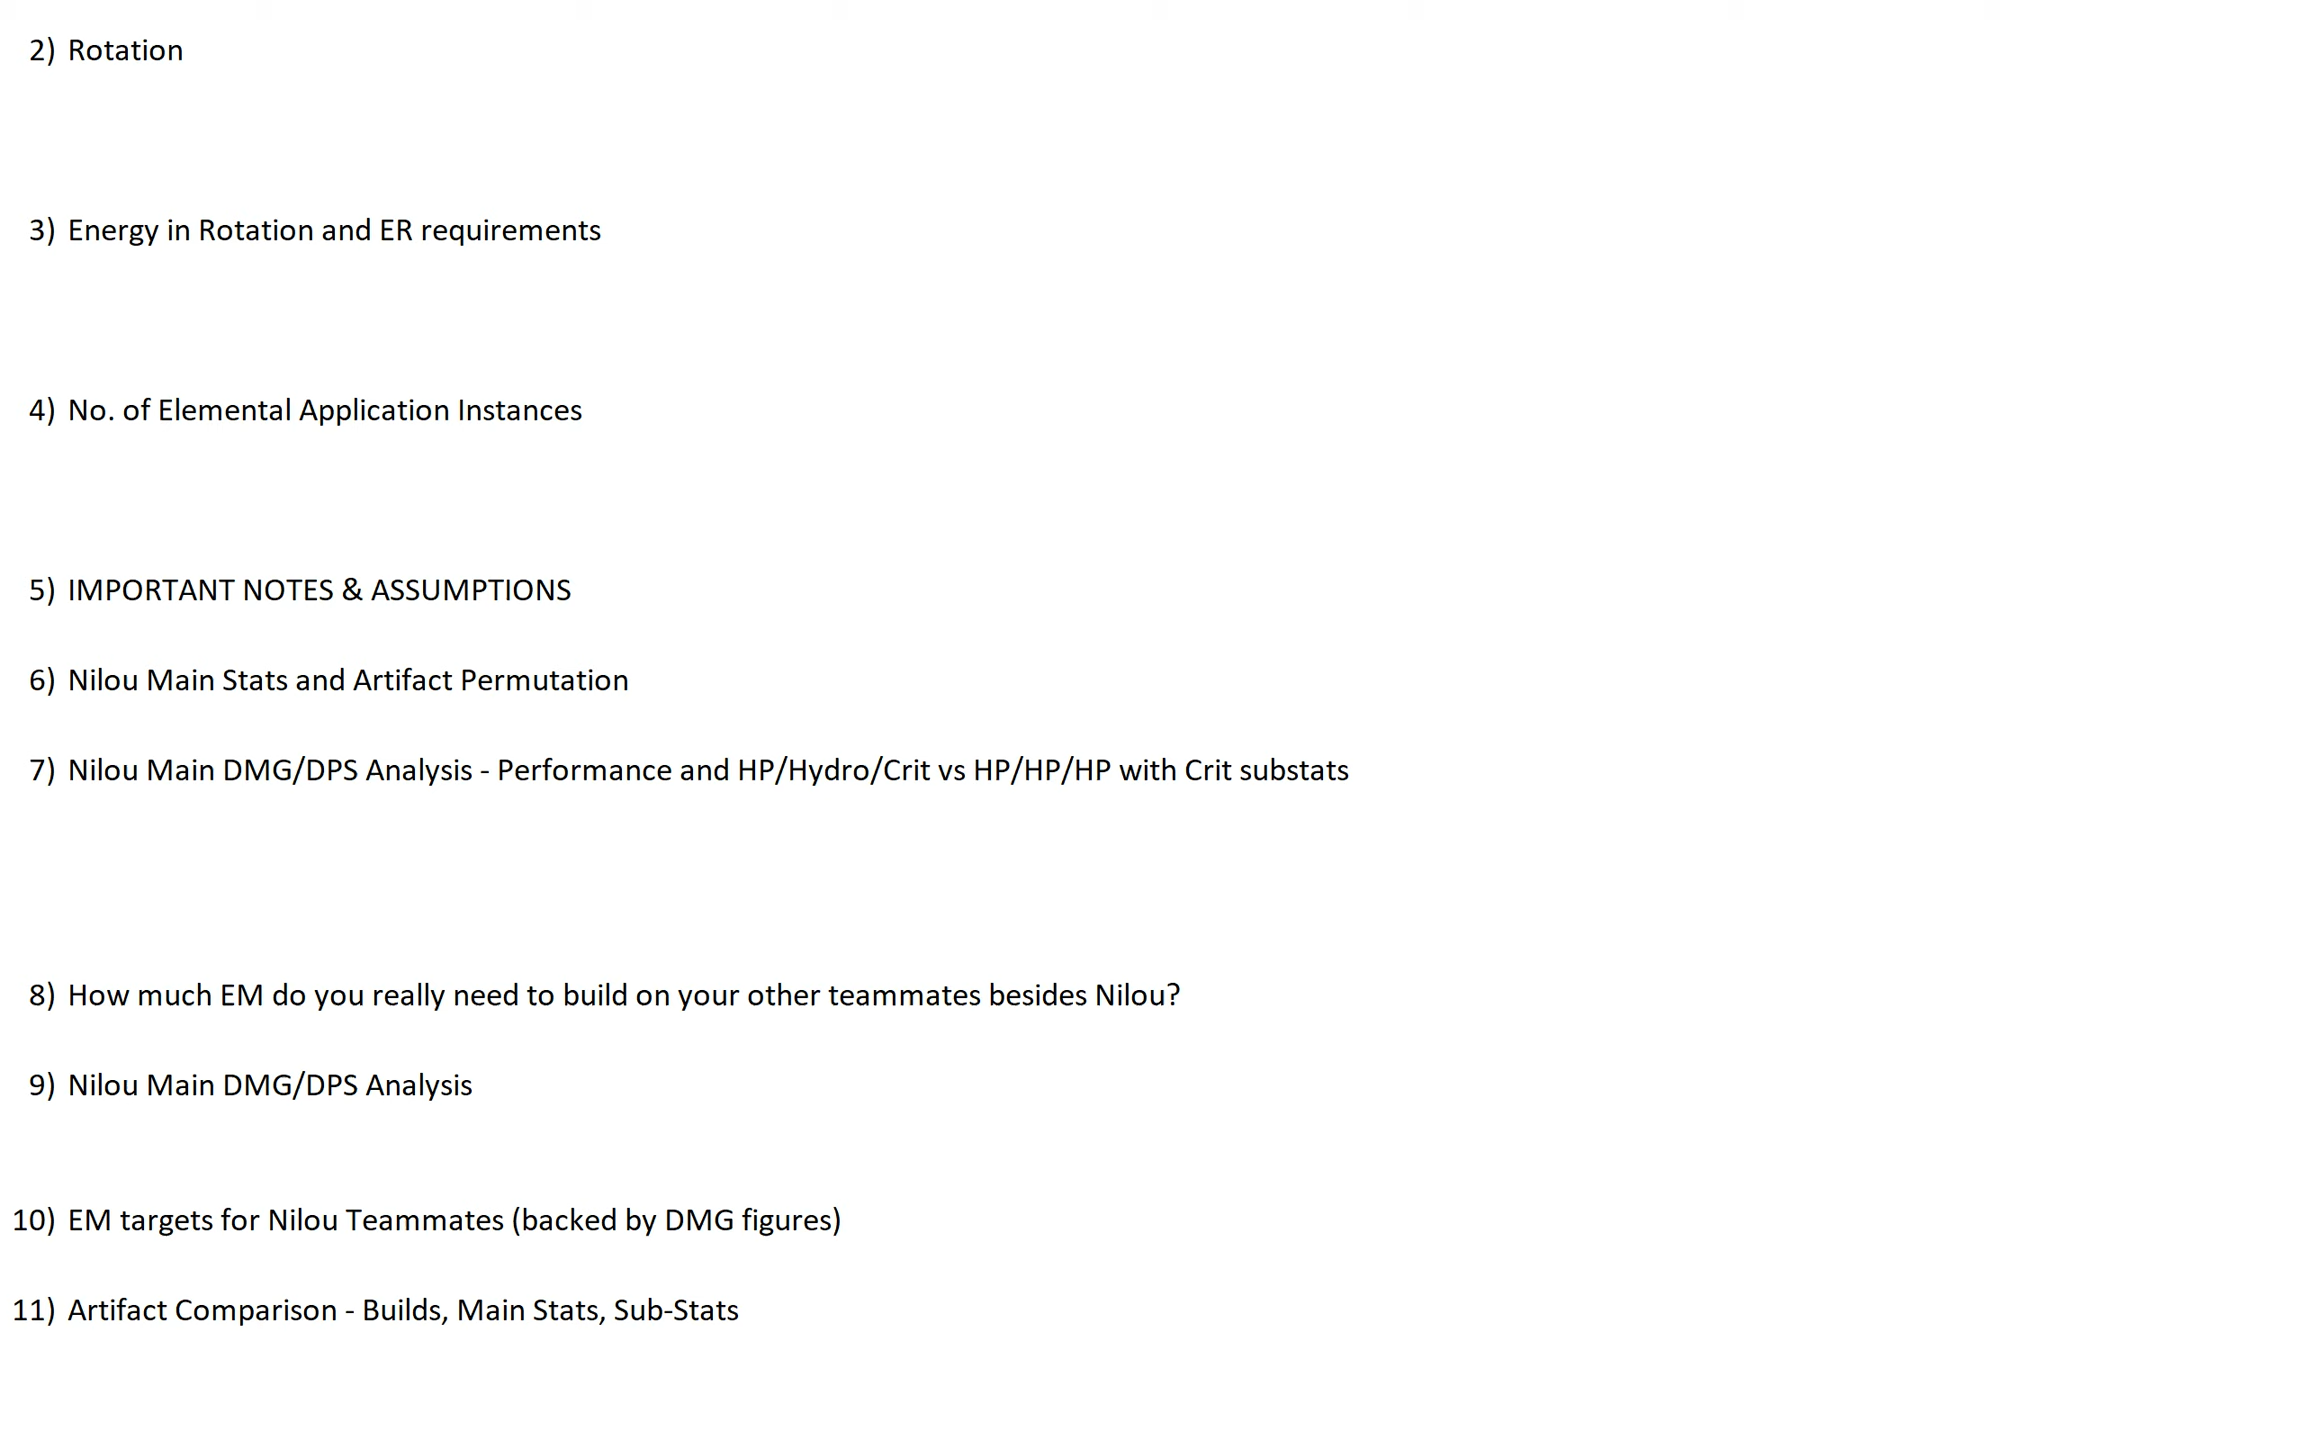 2) Rotation
3) Energy in Rotation and ER requirements
4) No. of Elemental Application Instances
5) IMPORTANT NOTES & ASSUMPTIONS
6) Nilou Main Stats and Artifact Permutation
7) Nilou Main DMG/DPS Analysis - Performance and HP/Hydro/Crit vs HP/HP/HP with Crit substats
8) How much EM do you really need to build on your other teammates besides Nilou?
9) Nilou Main DMG/DPS Analysis
10) EM targets for Nilou Teammates (backed by DMG figures)
11) Artifact Comparison - Builds, Main Stats, Sub-Stats